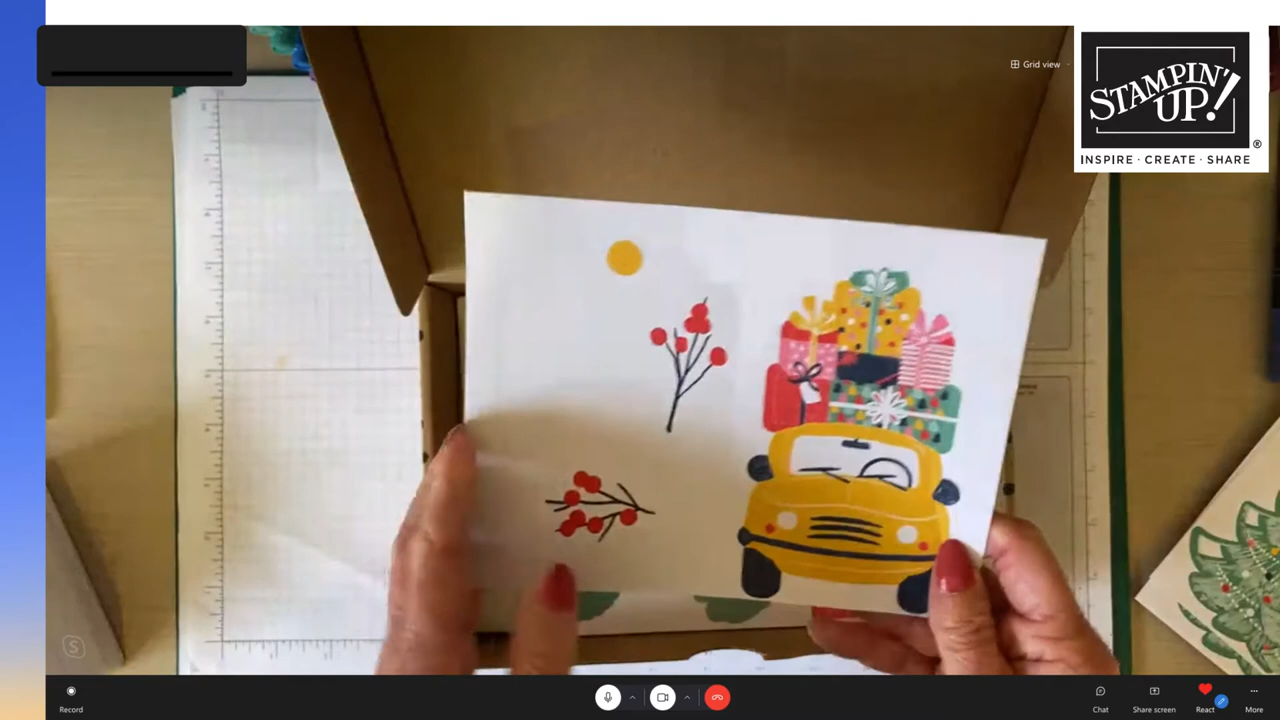 Grid view
STAMPIN'
UP!
®
INSPIRE · CREATE · SHARE
S
Record
Chat
Share screen
React
More